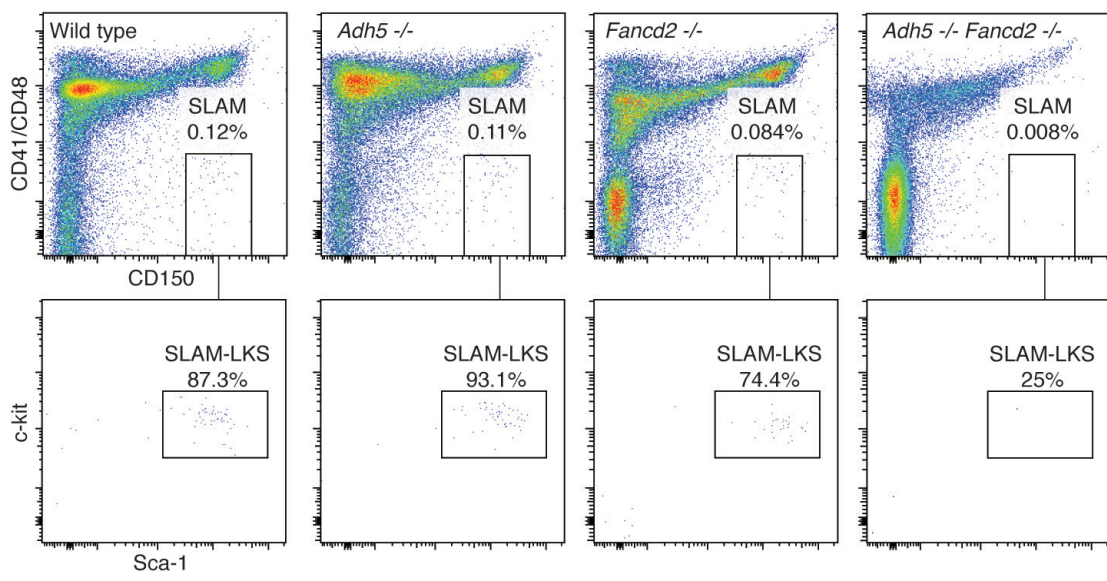 Wild type
Adh5 -/-
Fancd2 -/-
Adh5 -/- Fancd2 -/-
CD41/CD48
SLAM
0.12%
SLAM
0.11%
SLAM
0.084%
SLAM
0.008%
CD150
SLAM-LKS
87.3%
SLAM-LKS
93.1%
SLAM-LKS
74.4%
SLAM-LKS
25%
c-kit
Sca-1